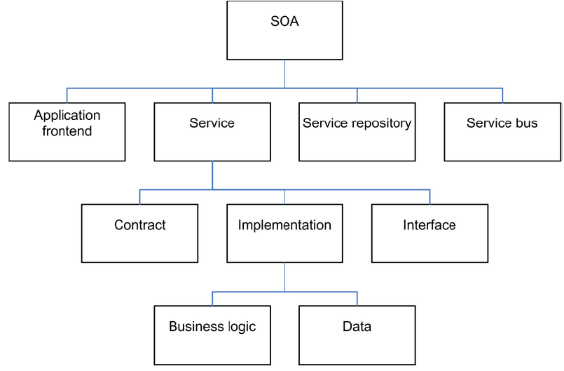 SOA
Application
frontend
Service
Service repository
Service bus
Contract
Implementation
Interface
Business logic
Data